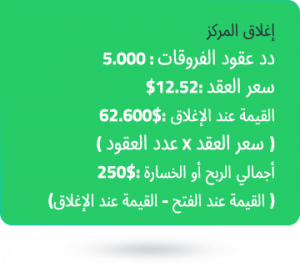 إغلاق المركز
دد عقود الفروقات : 5.000
سعر العقد :12.52$
القيمة عند الإغلاق :62.600$
( سعر العقد x عدد العقود )
أجمالي الربح أو الخسارة :250$
( القيمة عند الفتح - القيمة عند الإغلاق)